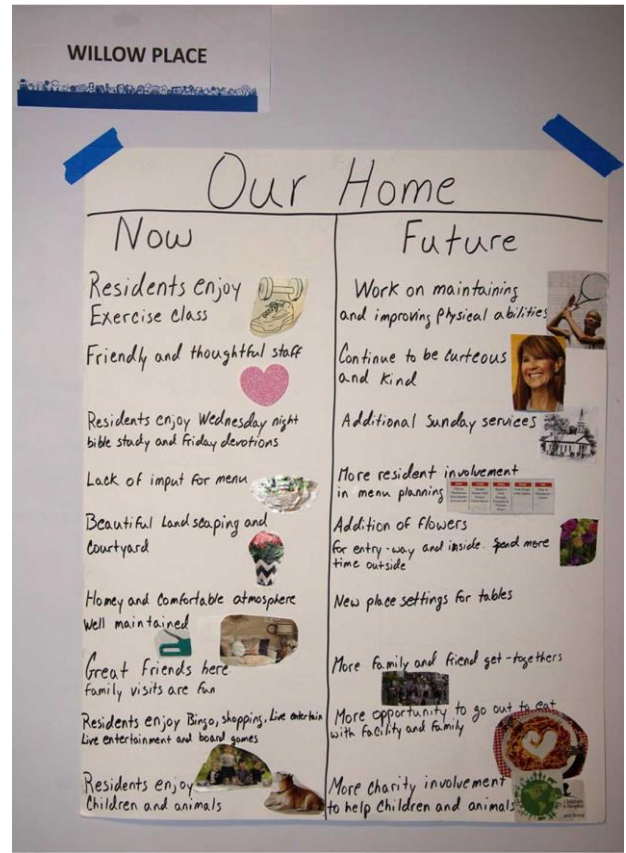 WILLOW PLACE
Our Home
Now
Residents enjoy
Exercise class
Friendly and thoughtful staff
Residents enjoy Wednesday night
bible study and Friday devotions
Lack of imput for menu
Beautiful Landscaping and
Courtyard
Homey and Comfortable atmosphere
Well maintained
Great Friends here
family visits are fun
Residents enjoy Bingo, shopping, Live entertain
Live entertainment and board games
Residents enjoy
Children and animals
Future
Work on maintaining
and improving physical abilities
Continue to be curteous
and Kind
Additional Sunday services
More resident involvement
in menu planning
Addition of flowers
for entry-way and inside. Spend more
time outside
New place settings for tables
More family and friend get-togethers
More opportunity to go out to eat
with facility and family
More charity involvement
to help Children and animals